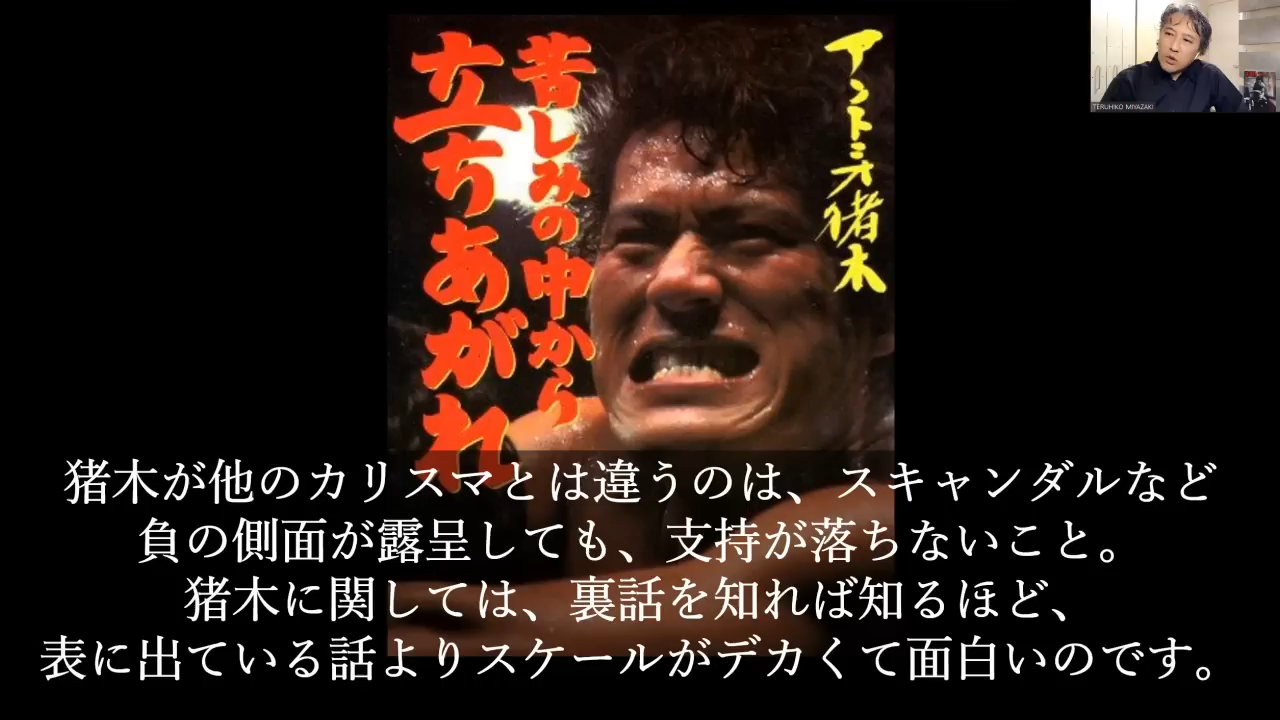 苦しみの中から
立ちあがれ
アントニオ猪木
TERUHIKO MIYAZAKI
猪木が他のカリスマとは違うのは、スキャンダルなど
負の側面が露呈しても、支持が落ちないこと。
猪木に関しては、裏話を知れば知るほど、
表に出ている話よりスケールがデカくて面白いのです。